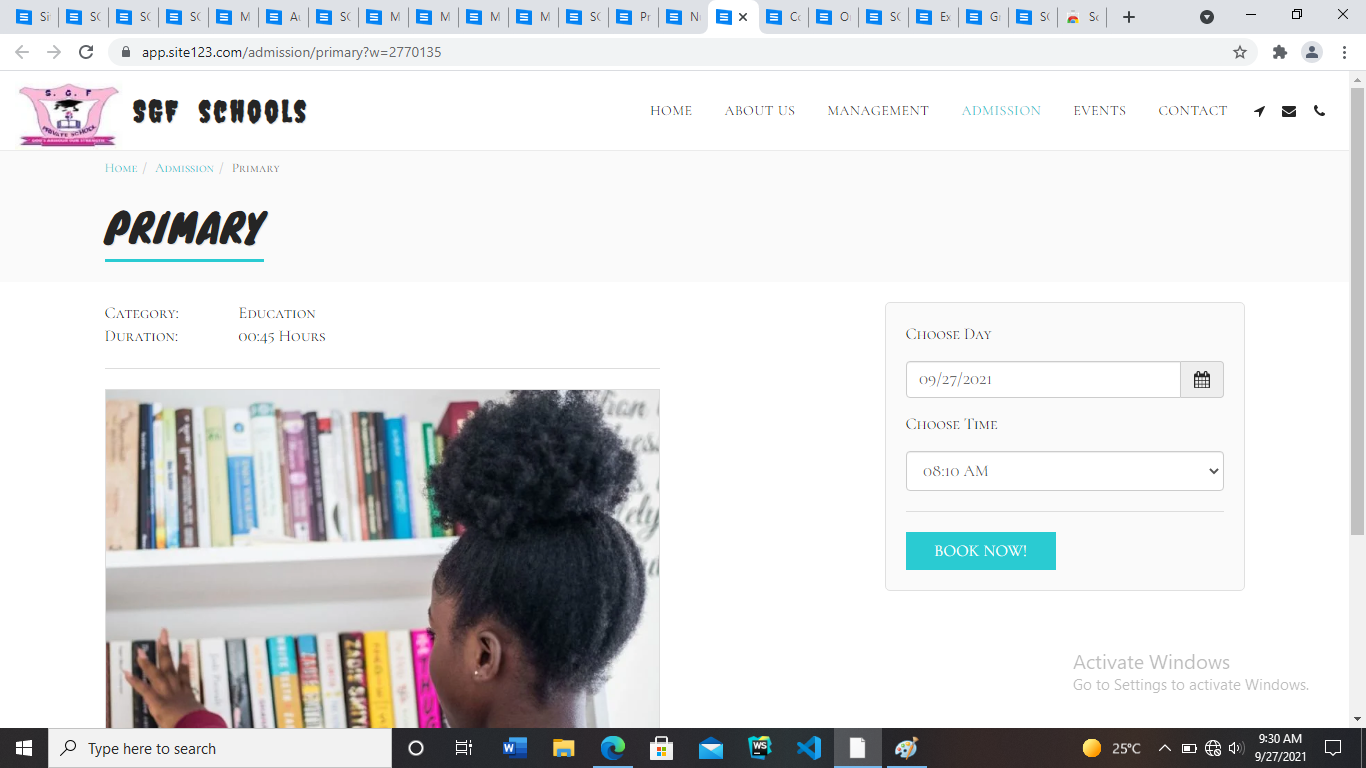 Si
SC
SC
SC
M
Au
SC
M
M
M
M
SC
Pr
N
Co
O
SC
Ex
G
SC
Sc
app.site123.com/admission/primary?w=2770135
S. G. F
PRIVATE SCHOOL
SGF SCHOOLS
HOME
ABOUT US
MANAGEMENT
ADMISSION
EVENTS
CONTACT
Home / Admission / Primary
PRIMARY
Category: Education
Duration: 00:45 Hours
Choose Day
09/27/2021
Choose Time
08:10 AM
BOOK NOW!
Activate Windows
Go to Settings to activate Windows.
Type here to search
WS
25°C
9:30 AM
9/27/2021